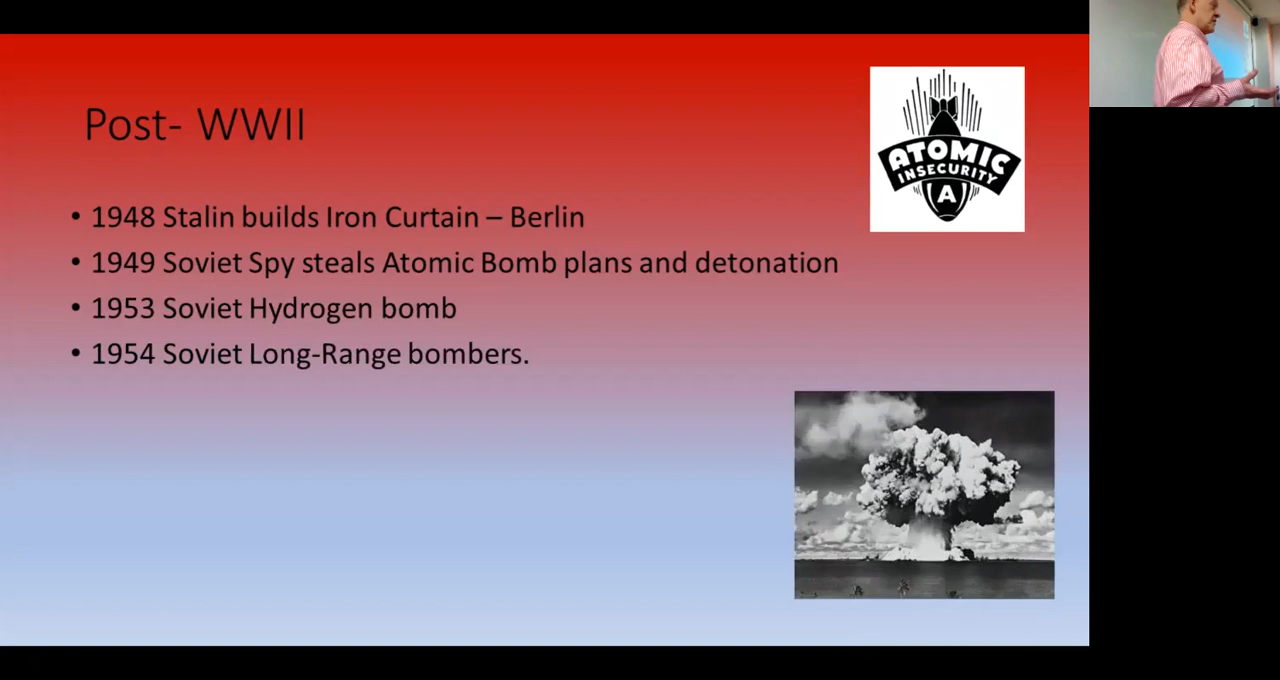 Post- WWII
ATOMIC
INSECURITY
A
• 1948 Stalin builds Iron Curtain – Berlin
• 1949 Soviet Spy steals Atomic Bomb plans and detonation
• 1953 Soviet Hydrogen bomb
• 1954 Soviet Long-Range bombers.